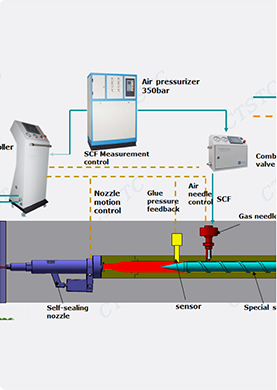 Air pressurizer
350bar
oller
SCF Measurement
control
Comb
valve
Nozzle
motion
control
Glue
pressure
feedback
Air
needle
control
SCF
Gas needle
Self-sealing
nozzle
sensor
Special s